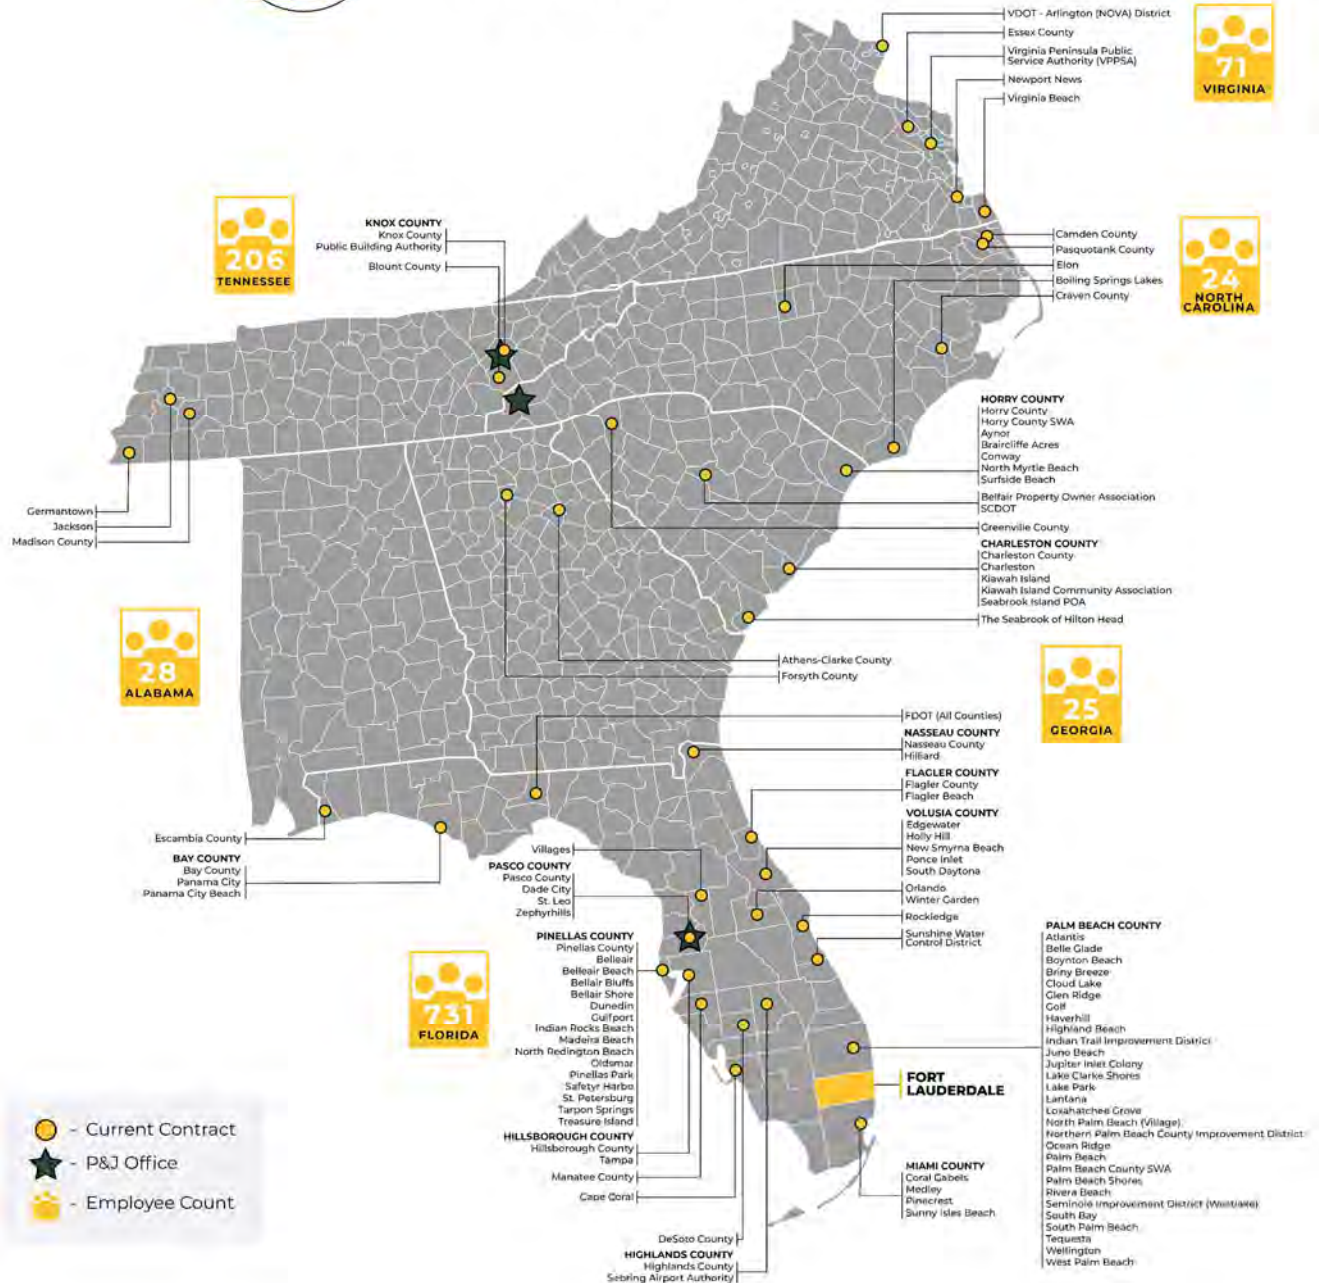 VDOT - Arlington (NOVA) District
Essex County
Virginia Peninsula Public
Service Authority (VPPSA)
Newport News
Virginia Beach
71
VIRGINIA
206
TENNESSEE
KNOX COUNTY
Knox County
Public Building Authority
Blount County
Camden County
Pasquotank County
Elon
Boiling Springs Lakes
Craven County
24
NORTH
CAROLINA
HORRY COUNTY
Horry County
Horry County SWA
Aynor
Braircliffe Acres
Conway
North Myrtle Beach
Surfside Beach
Belfair Property Owner Association
SCDOT
Greenville County
CHARLESTON COUNTY
Charleston County
Charleston
Kiawah Island
Kiawah Island Community Association
Seabrook Island POA
The Seabrook of Hilton Head
Germantown
Jackson
Madison County
28
ALABAMA
Athens-Clarke County
Forsyth County
25
GEORGIA
FDOT (All Counties)
NASSEAU COUNTY
Nasseau County
Hilliard
FLAGLER COUNTY
Flagler County
Flagler Beach
VOLUSIA COUNTY
Edgewater
Holly Hill
New Smyrna Beach
Ponce Inlet
South Daytona
Orlando
Winter Garden
Rockledge
Sunshine Water
Control District
Escambia County
BAY COUNTY
Bay County
Panama City
Panama City Beach
Villages
PASCO COUNTY
Pasco County
Dade City
St. Leo
Zephyrhills
PINELLAS COUNTY
Pinellas County
Belleair
Belleair Beach
Bellair Bluffs
Bellair Shore
Dunedin
Gulfport
Indian Rocks Beach
Madeira Beach
North Redington Beach
Oldsmar
Pinellas Park
Safetyr Harbo
St. Petersburg
Tarpon Springs
Treasure Island
HILLSBOROUGH COUNTY
Hillsborough County
Tampa
Manatee County
Cape Coral
DeSoto County
HIGHLANDS COUNTY
Highlands County
Sebring Airport Authority
731
FLORIDA
PALM BEACH COUNTY
Atlantis
Belle Glade
Boynton Beach
Briny Breeze
Cloud Lake
Glen Ridge
Golf
Haverhill
Highland Beach
Indian Trail Improvement District
Juno Beach
Jupiter Inlet Colony
Lake Clarke Shores
Lake Park
Lantana
Loxahatchee Grove
North Palm Beach (Village)
Northern Palm Beach County Improvement District
Ocean Ridge
Palm Beach
Palm Beach County SWA
Palm Beach Shores
Rivera Beach
Seminole Improvement District (Westlake)
South Bay
South Palm Beach
Tequesta
Wellington
West Palm Beach
FORT
LAUDERDALE
MIAMI COUNTY
Coral Gabels
Medley
Pinecrest
Sunny Isles Beach
- Current Contract
- P&J Office
- Employee Count